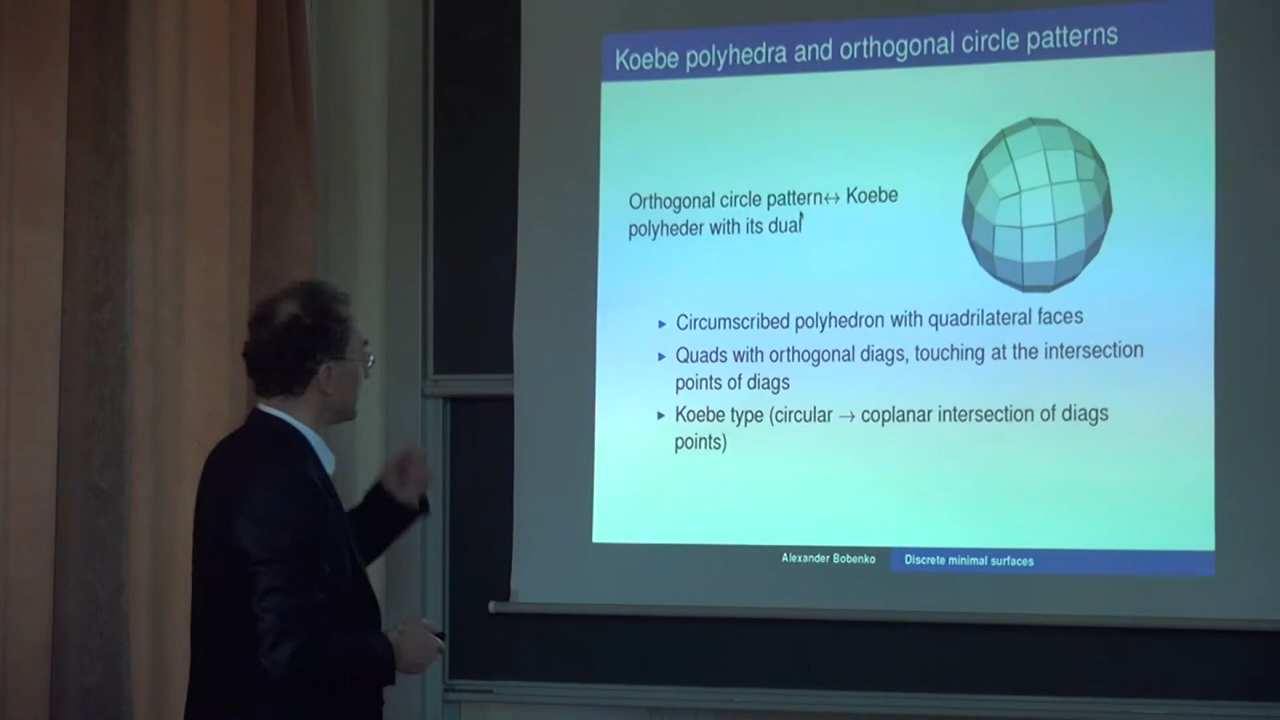 Koebe polyhedra and orthogonal circle patterns
Orthogonal circle pattern↔ Koebe
polyheder with its dual
▸ Circumscribed polyhedron with quadrilateral faces
▸ Quads with orthogonal diags, touching at the intersection
points of diags
▸ Koebe type (circular → coplanar intersection of diags
points)
Alexander Bobenko Discrete minimal surfaces